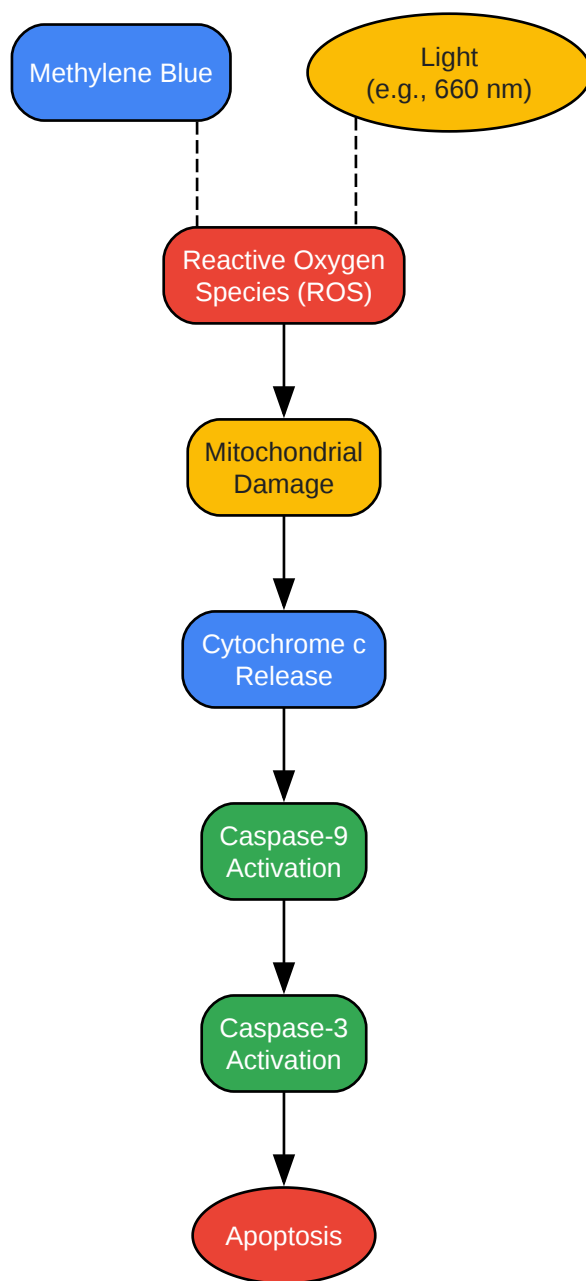 Methylene Blue
Light
(e.g., 660 nm)
Reactive Oxygen
Species (ROS)
Mitochondrial
Damage
Cytochrome c
Release
Caspase-9
Activation
Caspase-3
Activation
Apoptosis